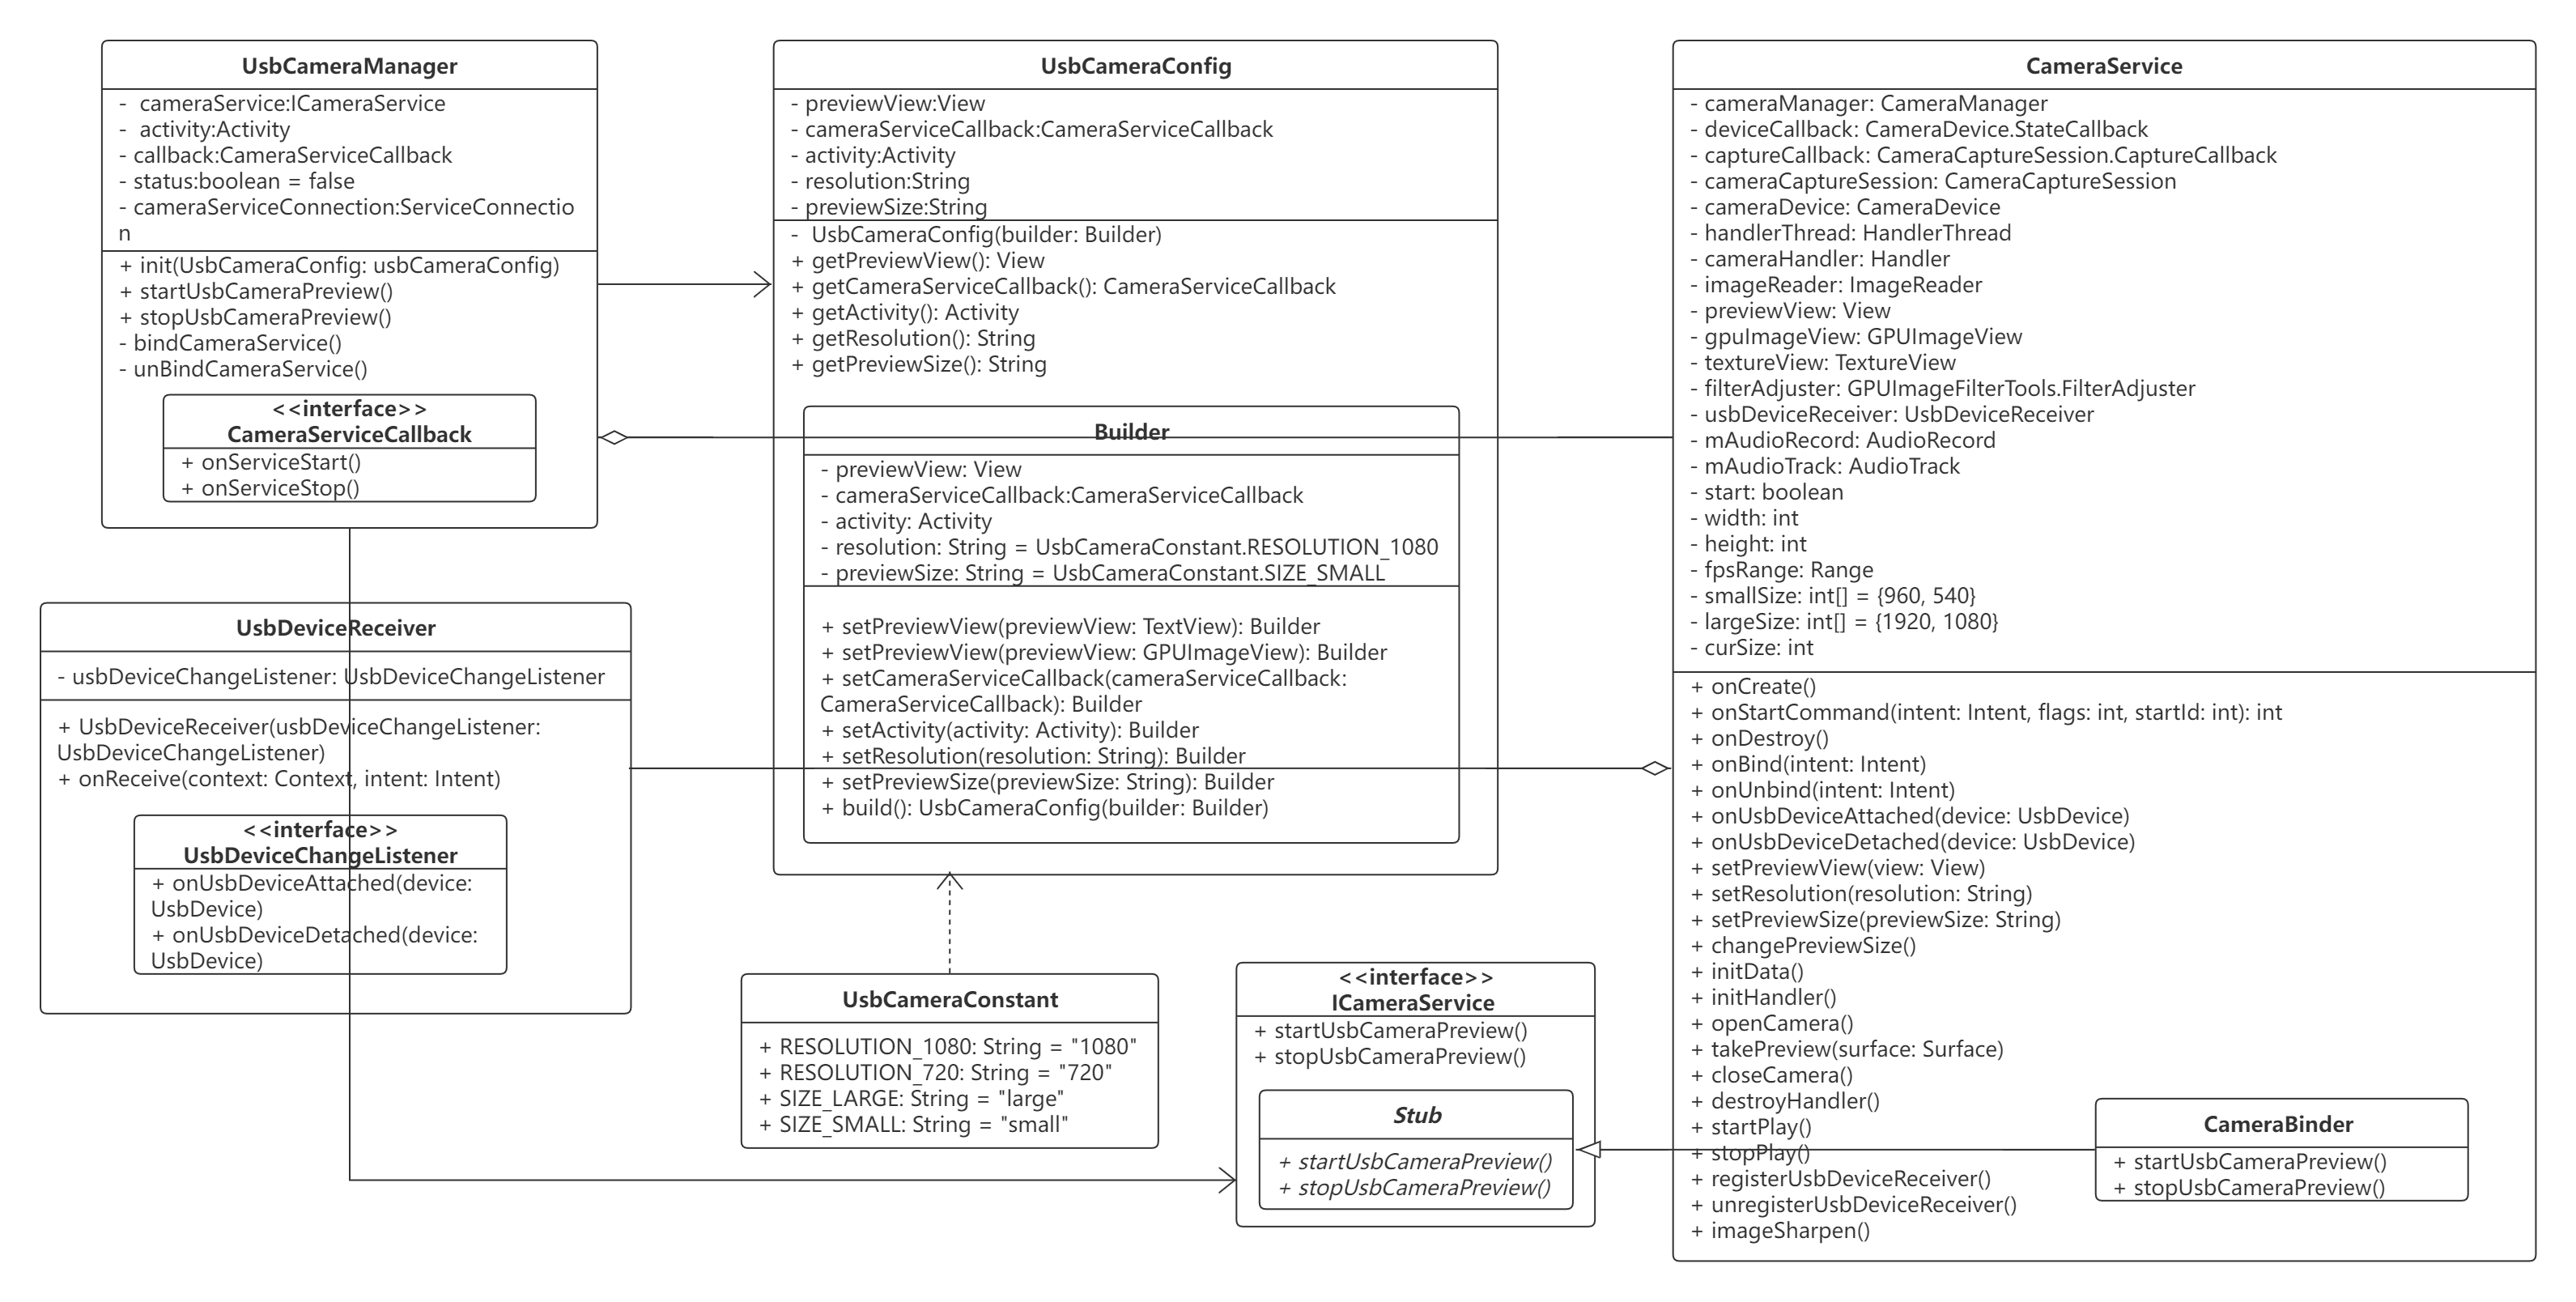 UsbCameraManager
-  cameraService:ICameraService
-  activity:Activity
- callback:CameraServiceCallback
- status:boolean = false
- cameraServiceConnection:ServiceConnectio
n
+ init(UsbCameraConfig: usbCameraConfig)
+ startUsbCameraPreview()
+ stopUsbCameraPreview()
- bindCameraService()
- unBindCameraService()
<<interface>>
CameraServiceCallback
+ onServiceStart()
+ onServiceStop()
UsbCameraConfig
- previewView:View
- cameraServiceCallback:CameraServiceCallback
- activity:Activity
- resolution:String
- previewSize:String
-  UsbCameraConfig(builder: Builder)
+ getPreviewView(): View
+ getCameraServiceCallback(): CameraServiceCallback
+ getActivity(): Activity
+ getResolution(): String
+ getPreviewSize(): String
Builder
- previewView: View
- cameraServiceCallback:CameraServiceCallback
- activity: Activity
- resolution: String = UsbCameraConstant.RESOLUTION_1080
- previewSize: String = UsbCameraConstant.SIZE_SMALL
+ setPreviewView(previewView: TextView): Builder
+ setPreviewView(previewView: GPUImageView): Builder
+ setCameraServiceCallback(cameraServiceCallback:
CameraServiceCallback): Builder
+ setActivity(activity: Activity): Builder
+ setResolution(resolution: String): Builder
+ setPreviewSize(previewSize: String): Builder
+ build(): UsbCameraConfig(builder: Builder)
CameraService
- cameraManager: CameraManager
- deviceCallback: CameraDevice.StateCallback
- captureCallback: CameraCaptureSession.CaptureCallback
- cameraCaptureSession: CameraCaptureSession
- cameraDevice: CameraDevice
- handlerThread: HandlerThread
- cameraHandler: Handler
- imageReader: ImageReader
- previewView: View
- gpuImageView: GPUImageView
- textureView: TextureView
- filterAdjuster: GPUImageFilterTools.FilterAdjuster
- usbDeviceReceiver: UsbDeviceReceiver
- mAudioRecord: AudioRecord
- mAudioTrack: AudioTrack
- start: boolean
- width: int
- height: int
- fpsRange: Range
- smallSize: int[] = {960, 540}
- largeSize: int[] = {1920, 1080}
- curSize: int
+ onCreate()
+ onStartCommand(intent: Intent, flags: int, startId: int): int
+ onDestroy()
+ onBind(intent: Intent)
+ onUnbind(intent: Intent)
+ onUsbDeviceAttached(device: UsbDevice)
+ onUsbDeviceDetached(device: UsbDevice)
+ setPreviewView(view: View)
+ setResolution(resolution: String)
+ setPreviewSize(previewSize: String)
+ changePreviewSize()
+ initData()
+ initHandler()
+ openCamera()
+ takePreview(surface: Surface)
+ closeCamera()
+ destroyHandler()
+ startPlay()
+ stopPlay()
+ registerUsbDeviceReceiver()
+ unregisterUsbDeviceReceiver()
+ imageSharpen()
CameraBinder
+ startUsbCameraPreview()
+ stopUsbCameraPreview()
UsbDeviceReceiver
- usbDeviceChangeListener: UsbDeviceChangeListener
+ UsbDeviceReceiver(usbDeviceChangeListener:
UsbDeviceChangeListener)
+ onReceive(context: Context, intent: Intent)
<<interface>>
UsbDeviceChangeListener
+ onUsbDeviceAttached(device:
UsbDevice)
+ onUsbDeviceDetached(device:
UsbDevice)
UsbCameraConstant
+ RESOLUTION_1080: String = "1080"
+ RESOLUTION_720: String = "720"
+ SIZE_LARGE: String = "large"
+ SIZE_SMALL: String = "small"
<<interface>>
ICameraService
+ startUsbCameraPreview()
+ stopUsbCameraPreview()
Stub
+ startUsbCameraPreview()
+ stopUsbCameraPreview()